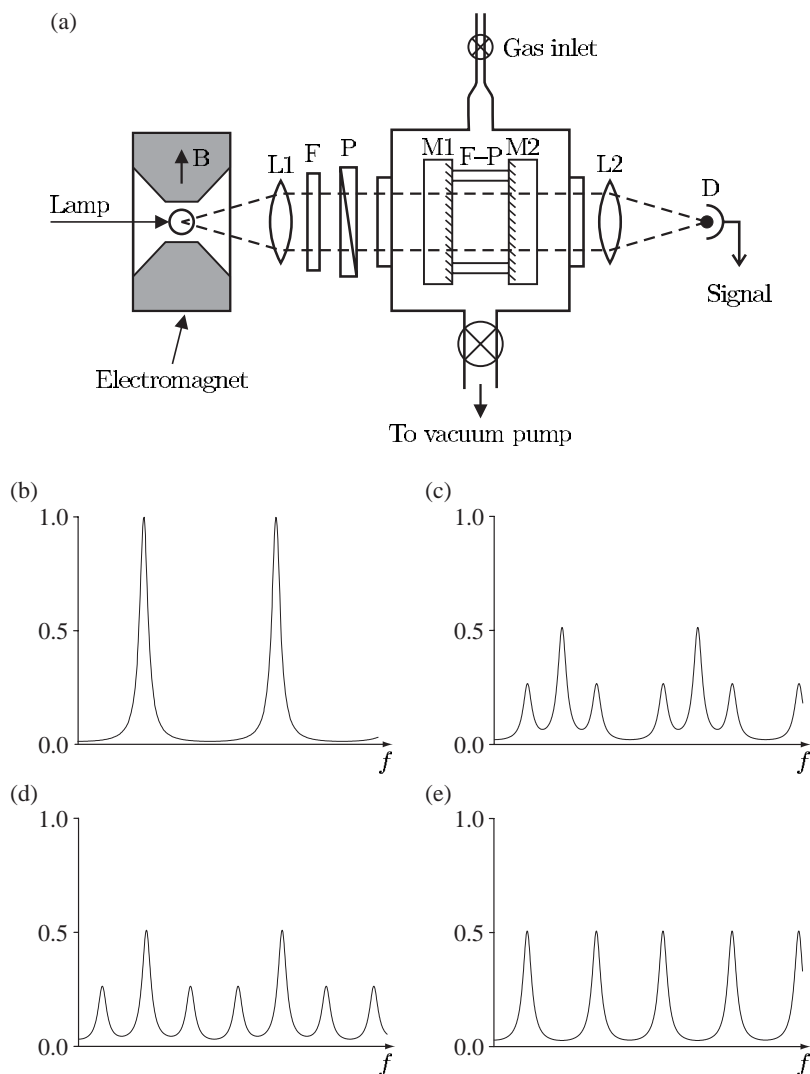 (a)
Gas inlet
B
L1
F
P
M1
F–P
M2
L2
D
Lamp
Signal
Electromagnet
To vacuum pump
(b)
1.0
0.5
0.0
f
(c)
1.0
0.5
0.0
f
(d)
1.0
0.5
0.0
f
(e)
1.0
0.5
0.0
f